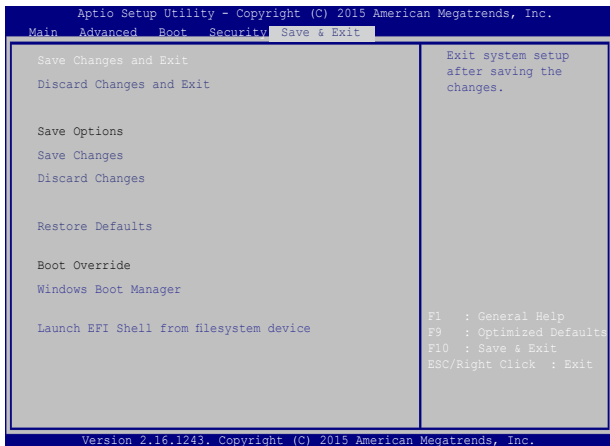 Aptio Setup Utility - Copyright (C) 2015 American Megatrends, Inc.
Main Advanced Boot Security Save & Exit
Save Changes and Exit
Discard Changes and Exit
Save Options
Save Changes
Discard Changes
Restore Defaults
Boot Override
Windows Boot Manager
Launch EFI Shell from filesystem device
Exit system setup
after saving the
changes.
F1 : General Help
F9 : Optimized Defaults
F10 : Save & Exit
ESC/Right Click : Exit
Version 2.16.1243. Copyright (C) 2015 American Megatrends, Inc.